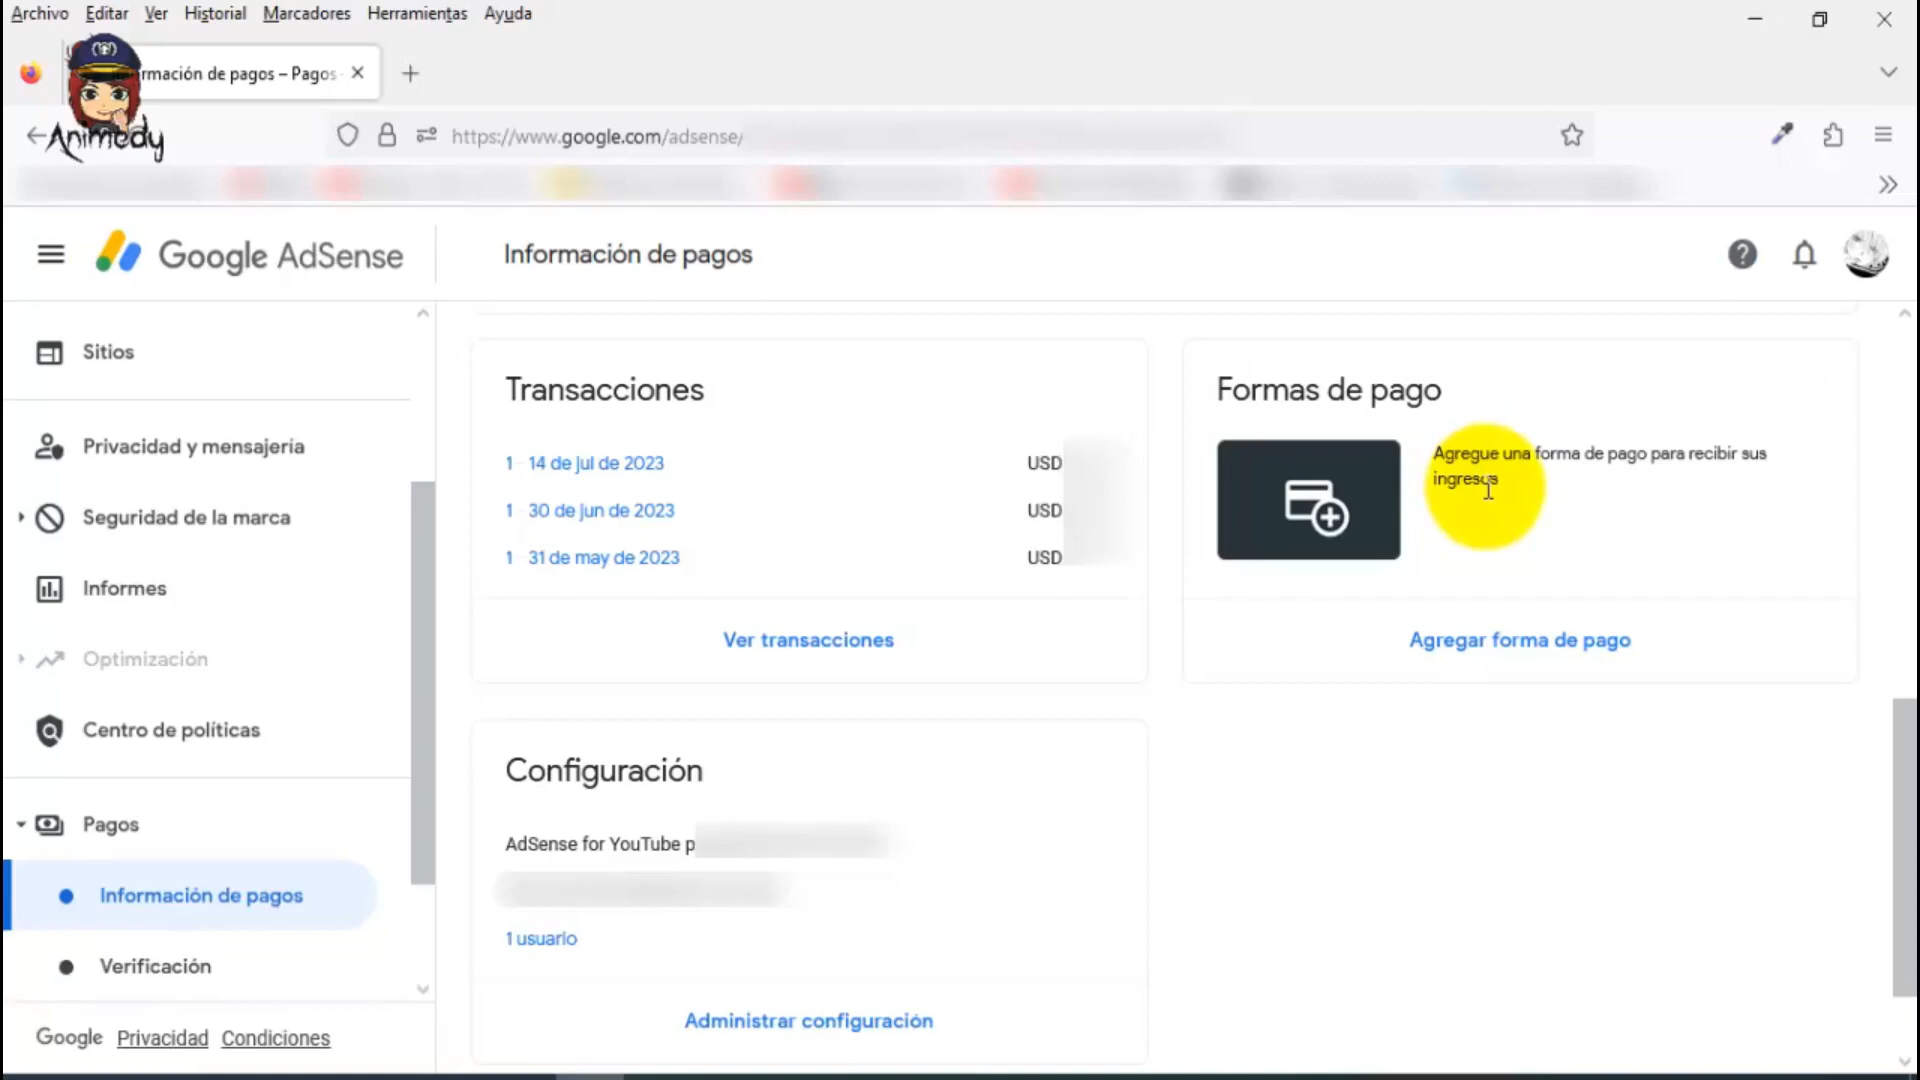 Archivo Editar Ver Historial Marcadores Herramientas Ayuda
rmación de pagos – Pagos
Animedy
https://www.google.com/adsense/
Google AdSense
Información de pagos
Sitios
Privacidad y mensajería
Seguridad de la marca
Informes
Optimización
Centro de políticas
Pagos
Información de pagos
Verificación
Google Privacidad Condiciones
Transacciones
1 14 de jul de 2023 USD
1 30 de jun de 2023 USD
1 31 de may de 2023 USD
Ver transacciones
Formas de pago
Agregue una forma de pago para recibir sus
ingresos
Agregar forma de pago
Configuración
AdSense for YouTube p
1 usuario
Administrar configuración